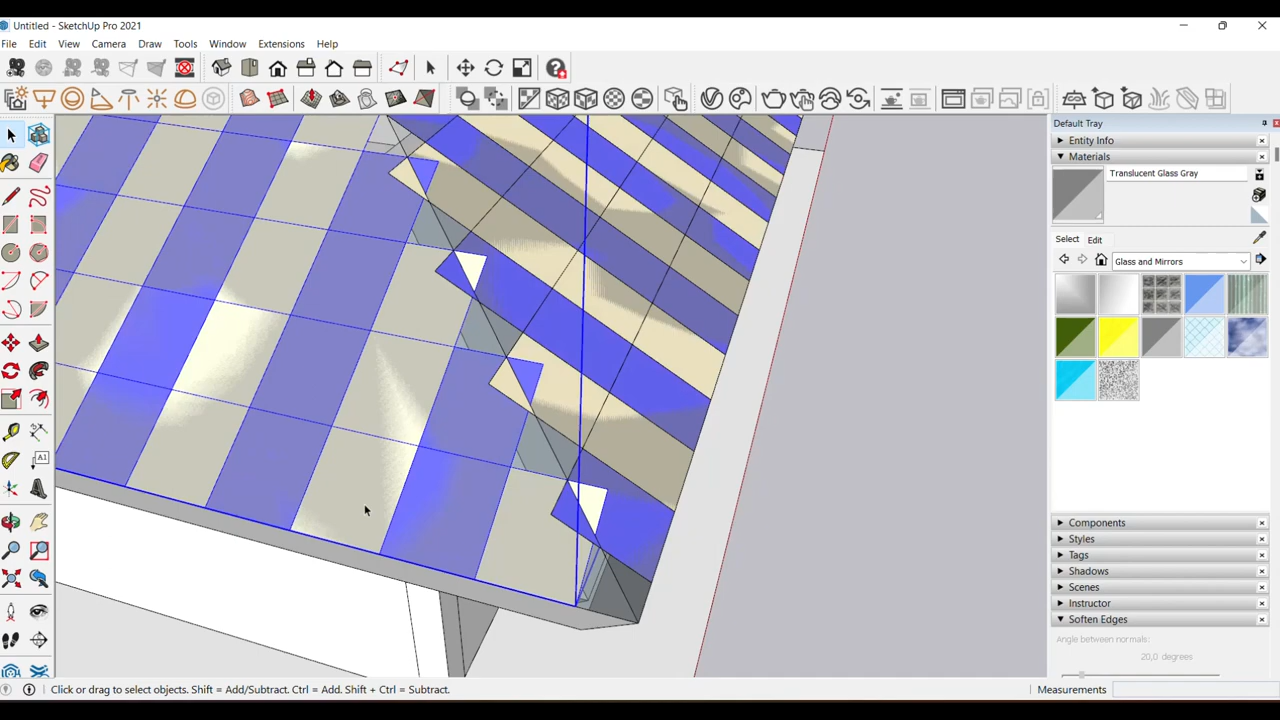 Untitled - SketchUp Pro 2021
File Edit View Camera Draw Tools Window Extensions Help
Default Tray
Entity Info
Materials
Translucent Glass Gray
Select Edit
Glass and Mirrors
A1
Components
Styles
Tags
Shadows
Scenes
Instructor
Soften Edges
Angle between normals:
20,0 degrees
Click or drag to select objects. Shift = Add/Subtract. Ctrl = Add. Shift + Ctrl = Subtract.
Measurements